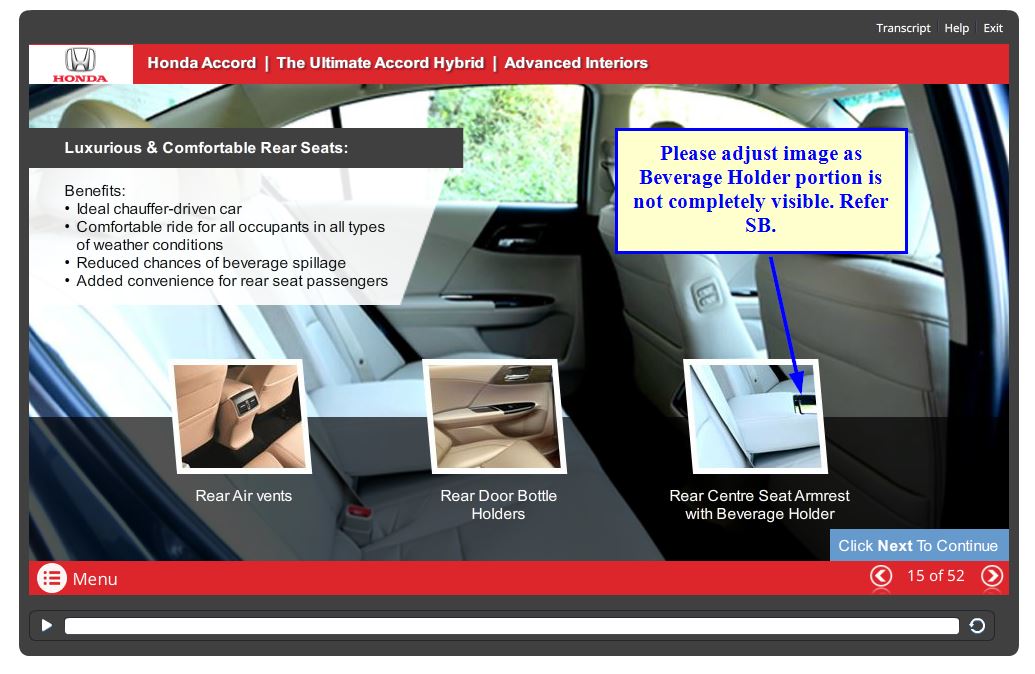 Transcript Help Exit
HONDA
Honda Accord | The Ultimate Accord Hybrid | Advanced Interiors
Luxurious & Comfortable Rear Seats:
Benefits:
• Ideal chauffer-driven car
• Comfortable ride for all occupants in all types
of weather conditions
• Reduced chances of beverage spillage
• Added convenience for rear seat passengers
Please adjust image as
Beverage Holder portion is
not completely visible. Refer
SB.
Rear Air vents
Rear Door Bottle
Holders
Rear Centre Seat Armrest
with Beverage Holder
Click Next To Continue
Menu
15 of 52